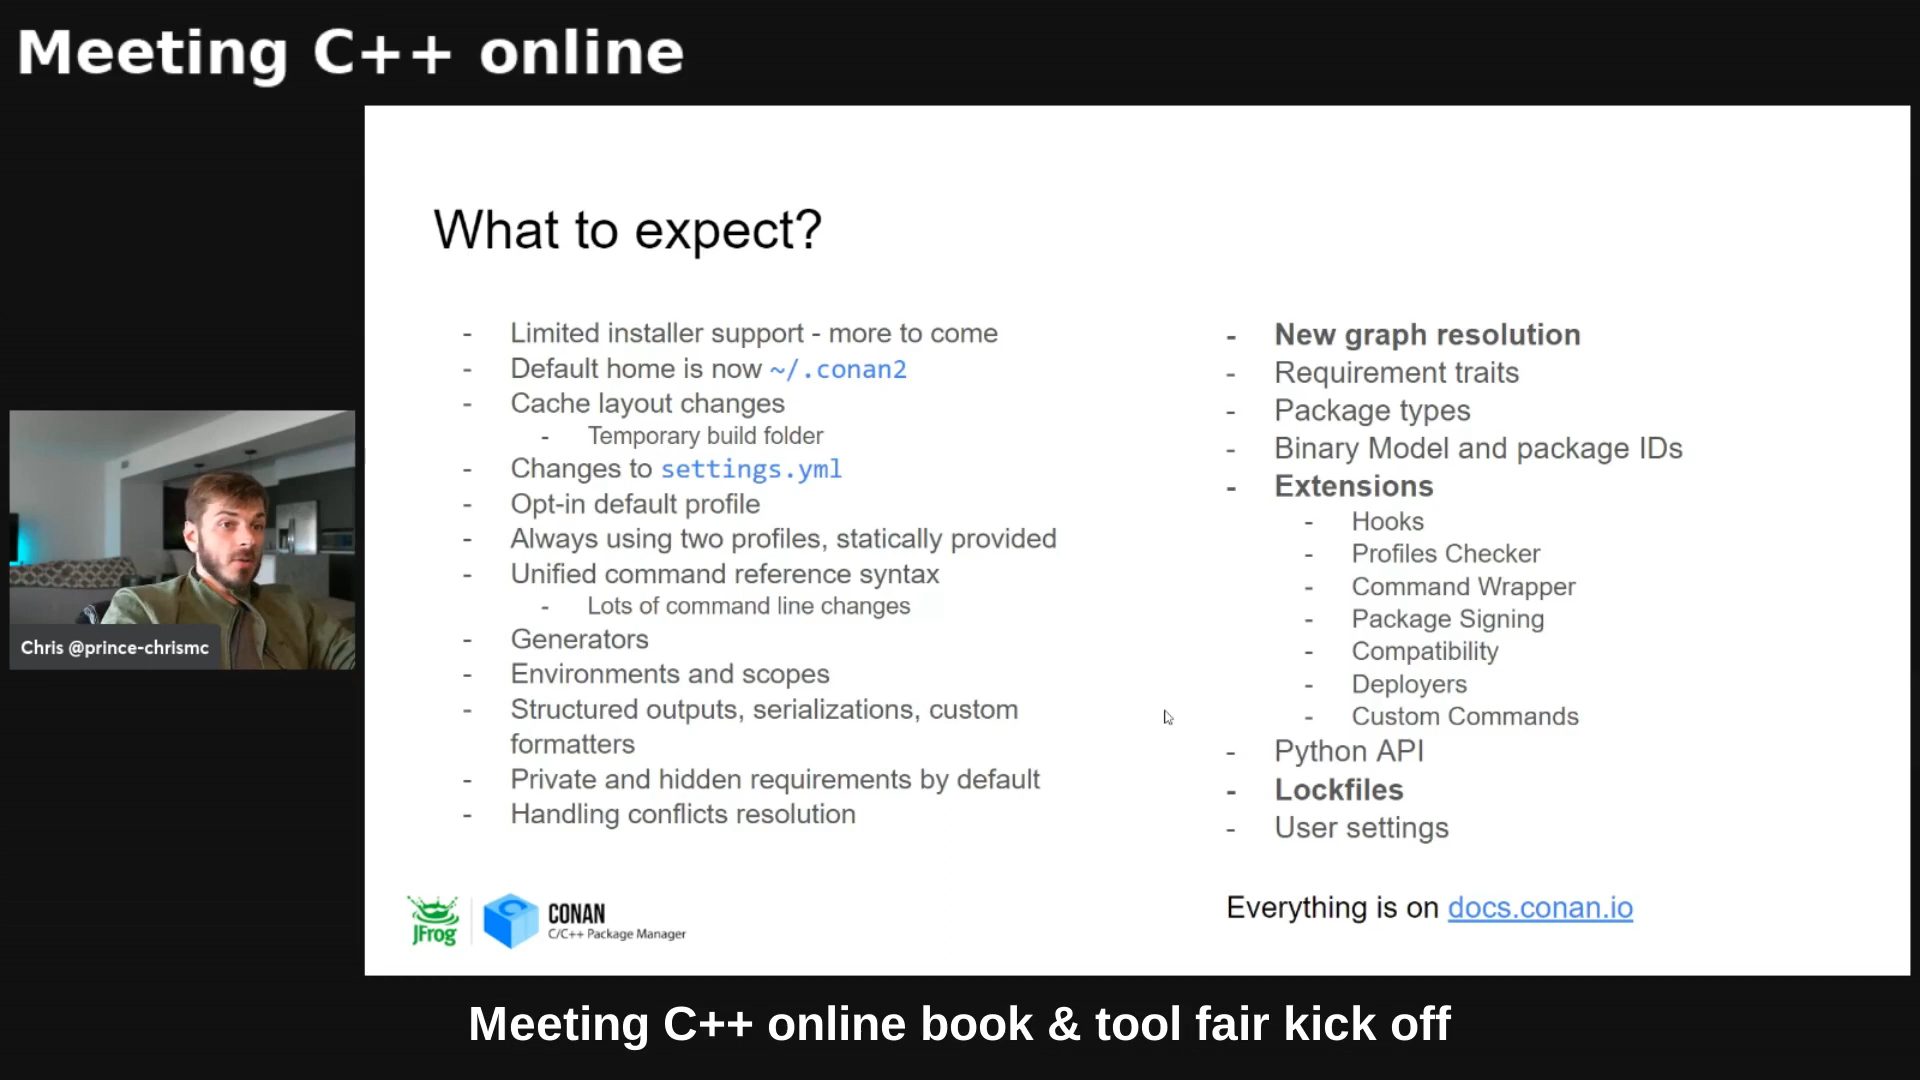 Meeting C++ online
What to expect?
- Limited installer support - more to come
- Default home is now ~/.conan2
- Cache layout changes
- Temporary build folder
- Changes to settings.yml
- Opt-in default profile
- Always using two profiles, statically provided
- Unified command reference syntax
- Lots of command line changes
- Generators
- Environments and scopes
- Structured outputs, serializations, custom
formatters
- Private and hidden requirements by default
- Handling conflicts resolution
- New graph resolution
- Requirement traits
- Package types
- Binary Model and package IDs
- Extensions
- Hooks
- Profiles Checker
- Command Wrapper
- Package Signing
- Compatibility
- Deployers
- Custom Commands
- Python API
- Lockfiles
- User settings
Everything is on docs.conan.io
JFrog
CONAN
C/C++ Package Manager
Chris @prince-chrismc
Meeting C++ online book & tool fair kick off